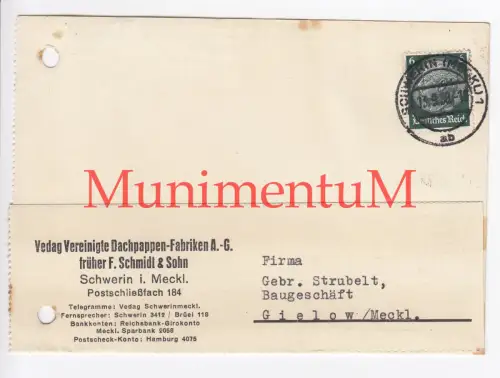 6
Deutsches Reich
ab
MunimentuM
Vedag Vereinigte Dachpappen-Fabriken A.-G.
früher F. Schmidt & Sohn
Schwerin i. Meckl.
Postschließfach 184
Telegramme: Vedag Schwerinmeckl.
Fernsprecher: Schwerin 3412 / Brüel 118
Bankkonten: Reichsbank-Girokonto
Meckl. Sparbank 2058
Postscheck-Konto: Hamburg 4075
Firma
Gebr. Strubelt,
Baugeschäft
Gielow/Meckl.